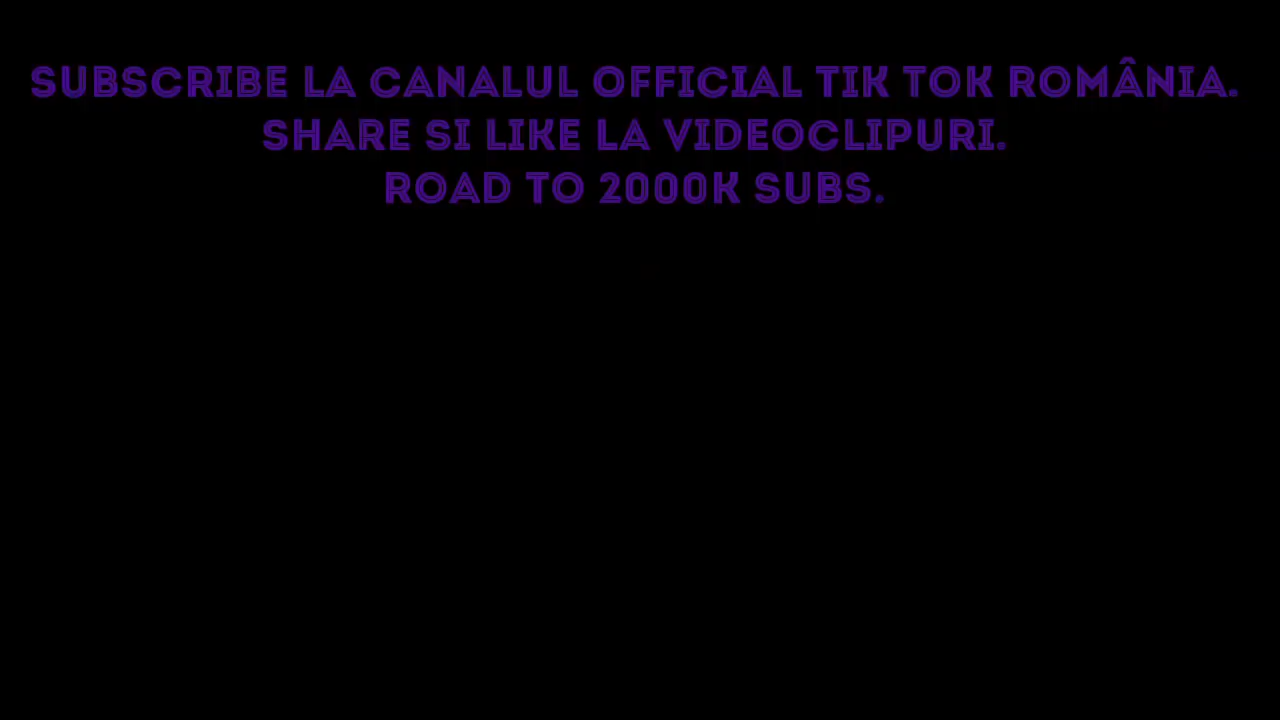 SUBSCRIBE LA CANALUL OFFICIAL TIK TOK ROMÂNIA.
SHARE SI LIKE LA VIDEOCLIPURI.
ROAD TO 2000K SUBS.